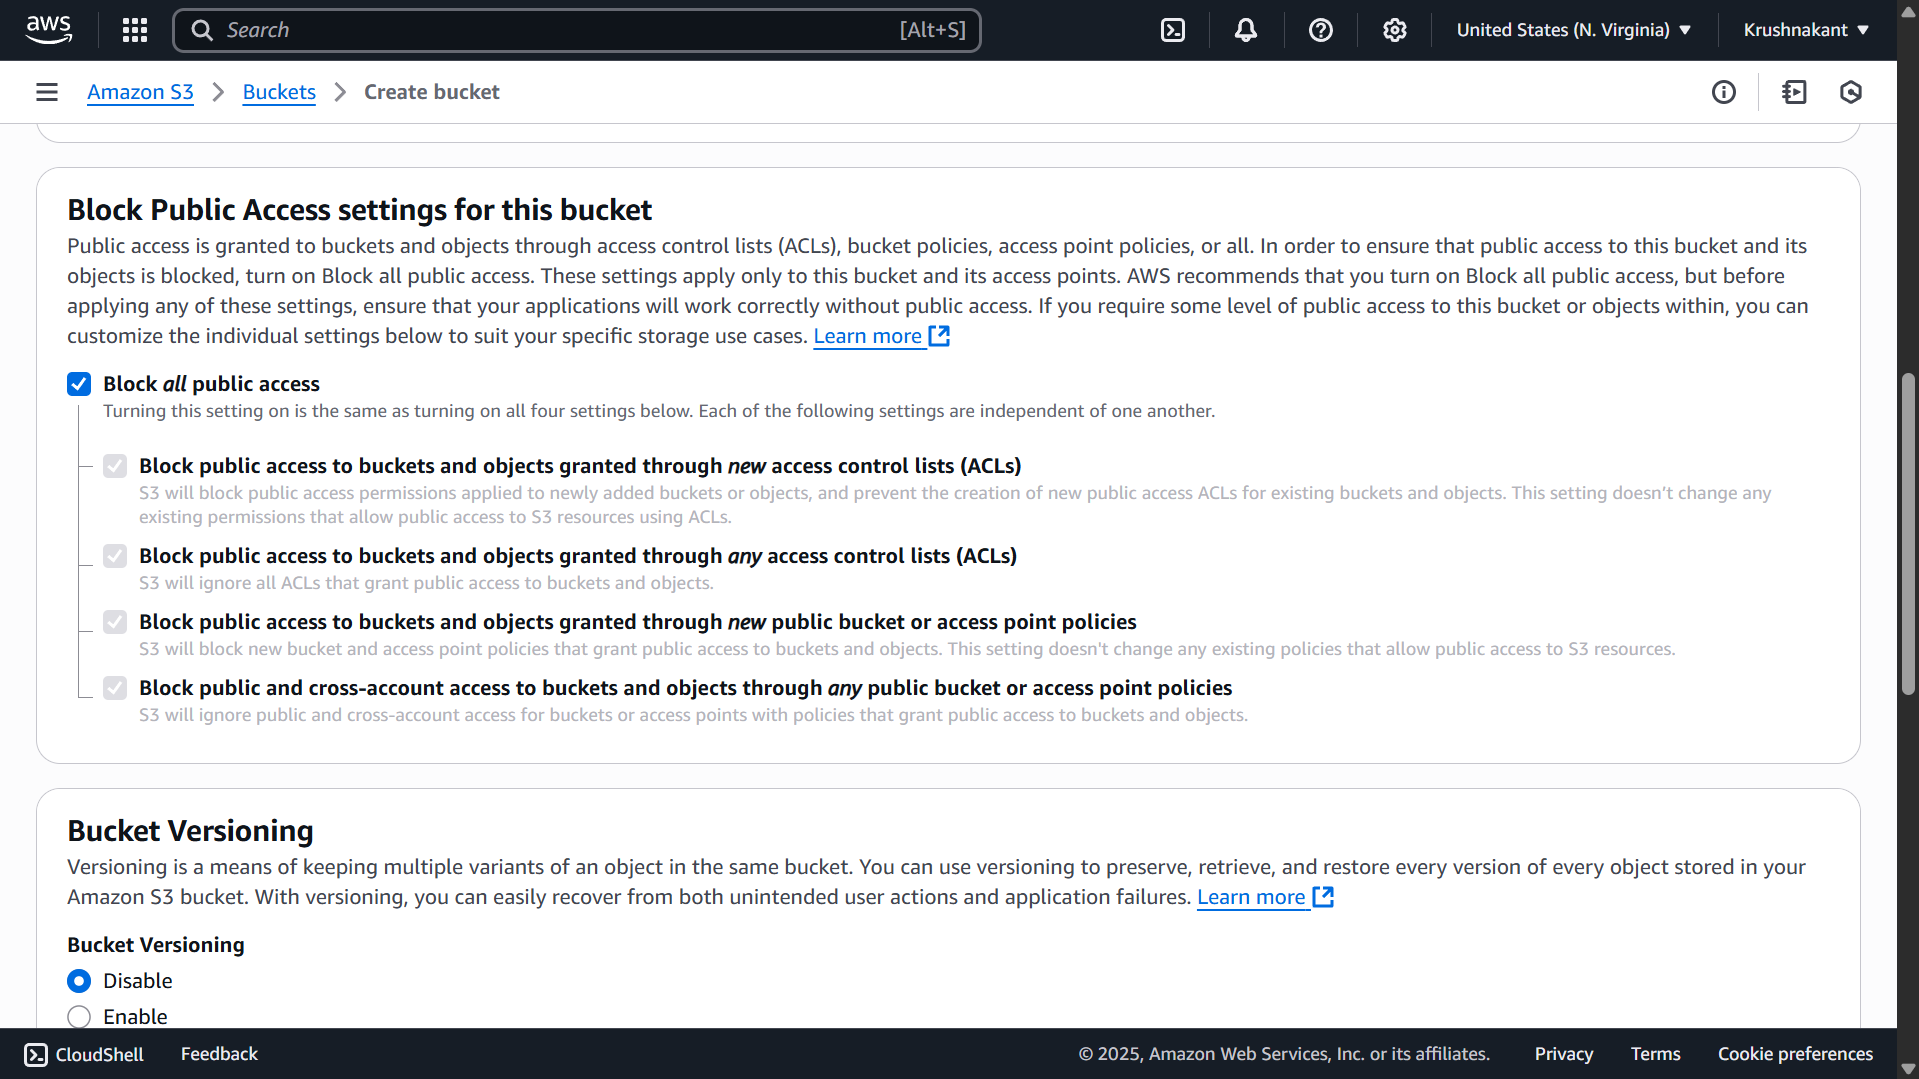 aws
Search
[Alt+S]
United States (N. Virginia)
Krushnakant
Amazon S3
Buckets
Create bucket
Block Public Access settings for this bucket
Public access is granted to buckets and objects through access control lists (ACLs), bucket policies, access point policies, or all. In order to ensure that public access to this bucket and its
objects is blocked, turn on Block all public access. These settings apply only to this bucket and its access points. AWS recommends that you turn on Block all public access, but before
applying any of these settings, ensure that your applications will work correctly without public access. If you require some level of public access to this bucket or objects within, you can
customize the individual settings below to suit your specific storage use cases. Learn more
Block all public access
Turning this setting on is the same as turning on all four settings below. Each of the following settings are independent of one another.
Block public access to buckets and objects granted through new access control lists (ACLs)
S3 will block public access permissions applied to newly added buckets or objects, and prevent the creation of new public access ACLs for existing buckets and objects. This setting doesn’t change any
existing permissions that allow public access to S3 resources using ACLs.
Block public access to buckets and objects granted through any access control lists (ACLs)
S3 will ignore all ACLs that grant public access to buckets and objects.
Block public access to buckets and objects granted through new public bucket or access point policies
S3 will block new bucket and access point policies that grant public access to buckets and objects. This setting doesn't change any existing policies that allow public access to S3 resources.
Block public and cross-account access to buckets and objects through any public bucket or access point policies
S3 will ignore public and cross-account access for buckets or access points with policies that grant public access to buckets and objects.
Bucket Versioning
Versioning is a means of keeping multiple variants of an object in the same bucket. You can use versioning to preserve, retrieve, and restore every version of every object stored in your
Amazon S3 bucket. With versioning, you can easily recover from both unintended user actions and application failures. Learn more
Bucket Versioning
Disable
Enable
CloudShell
Feedback
© 2025, Amazon Web Services, Inc. or its affiliates.
Privacy
Terms
Cookie preferences